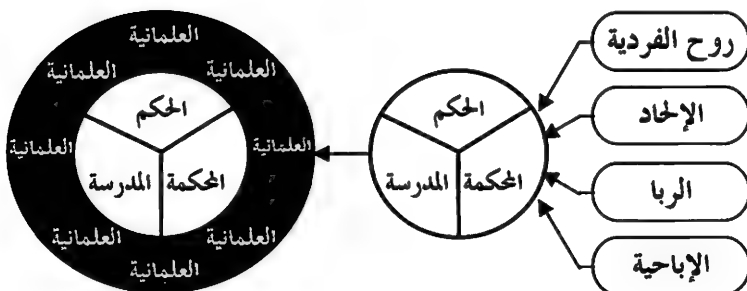 روح الفردية
الإلحاد
الربا
الإباحية
الحكم
المحكمة
المدرسة
العلمانية
العلمانية
العلمانية
العلمانية
العلمانية
العلمانية
العلمانية
العلمانية
الحكم
المحكمة
المدرسة